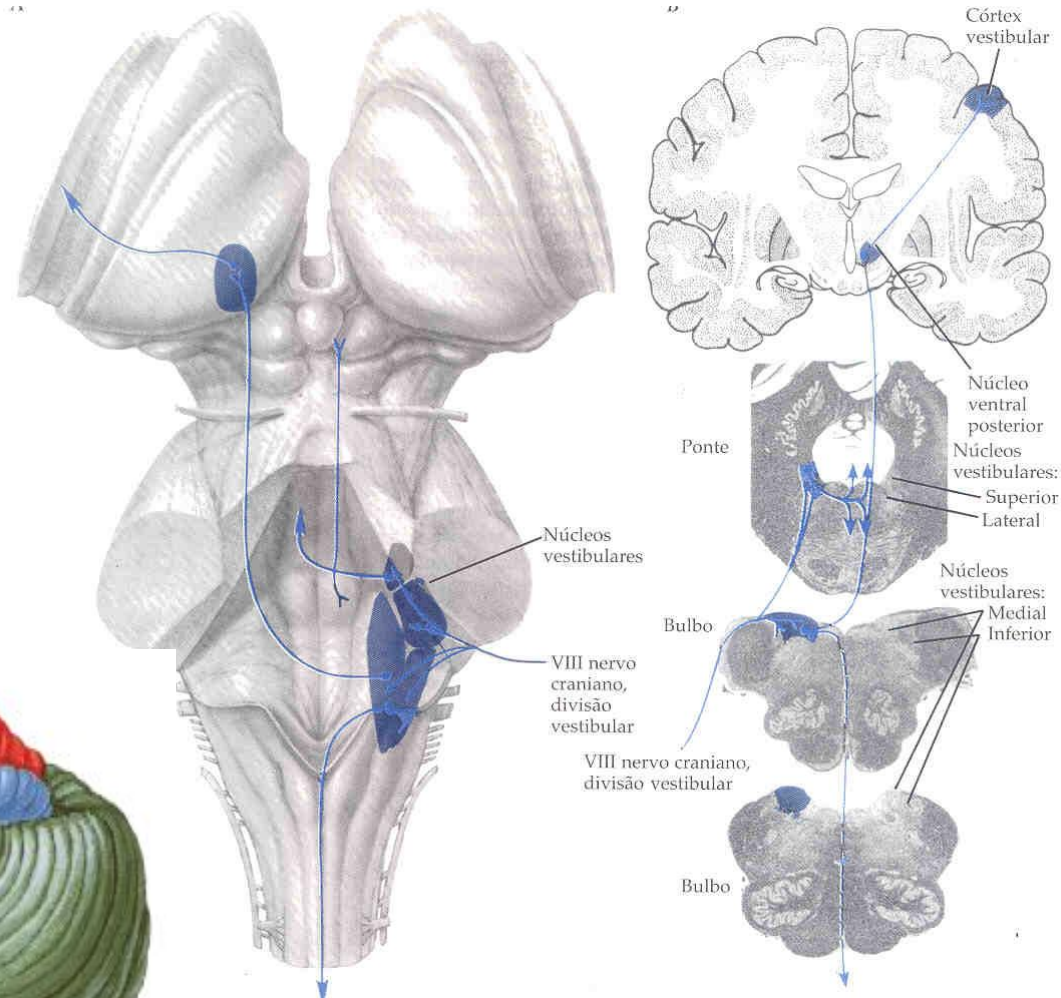 A
B
Córtex
vestibular
Núcleo
ventral
posterior
Ponte
Núcleos
vestibulares:
Superior
Lateral
Núcleos
vestibulares
Núcleos
vestibulares:
Medial
Inferior
Bulbo
VIII nervo
craniano,
divisão
vestibular
VIII nervo craniano,
divisão vestibular
Bulbo